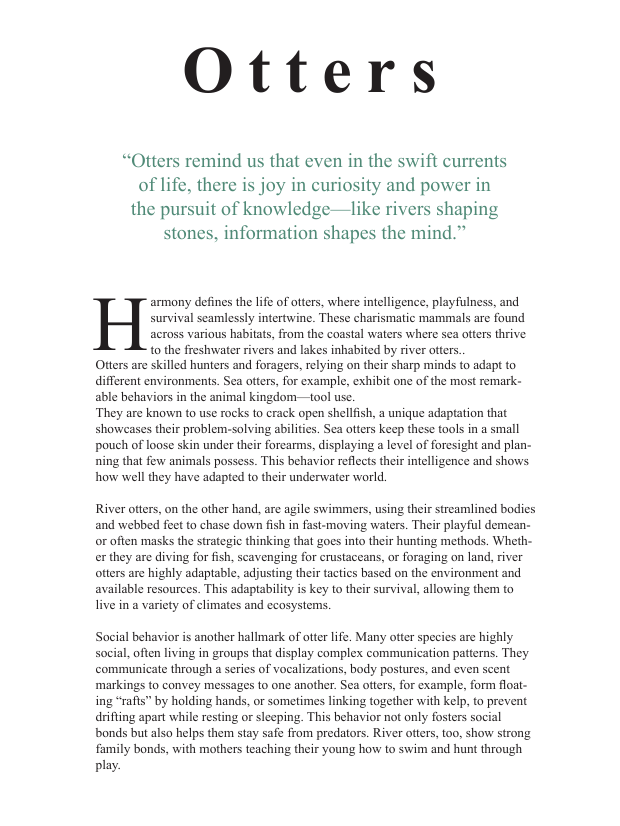 Otters
“Otters remind us that even in the swift currents
of life, there is joy in curiosity and power in
the pursuit of knowledge—like rivers shaping
stones, information shapes the mind.”
Harmony defines the life of otters, where intelligence, playfulness, and
survival seamlessly intertwine. These charismatic mammals are found
across various habitats, from the coastal waters where sea otters thrive
to the freshwater rivers and lakes inhabited by river otters..
Otters are skilled hunters and foragers, relying on their sharp minds to adapt to
different environments. Sea otters, for example, exhibit one of the most remark-
able behaviors in the animal kingdom—tool use.
They are known to use rocks to crack open shellfish, a unique adaptation that
showcases their problem-solving abilities. Sea otters keep these tools in a small
pouch of loose skin under their forearms, displaying a level of foresight and plan-
ning that few animals possess. This behavior reflects their intelligence and shows
how well they have adapted to their underwater world.
River otters, on the other hand, are agile swimmers, using their streamlined bodies
and webbed feet to chase down fish in fast-moving waters. Their playful demean-
or often masks the strategic thinking that goes into their hunting methods. Wheth-
er they are diving for fish, scavenging for crustaceans, or foraging on land, river
otters are highly adaptable, adjusting their tactics based on the environment and
available resources. This adaptability is key to their survival, allowing them to
live in a variety of climates and ecosystems.
Social behavior is another hallmark of otter life. Many otter species are highly
social, often living in groups that display complex communication patterns. They
communicate through a series of vocalizations, body postures, and even scent
markings to convey messages to one another. Sea otters, for example, form float-
ing “rafts” by holding hands, or sometimes linking together with kelp, to prevent
drifting apart while resting or sleeping. This behavior not only fosters social
bonds but also helps them stay safe from predators. River otters, too, show strong
family bonds, with mothers teaching their young how to swim and hunt through
play.